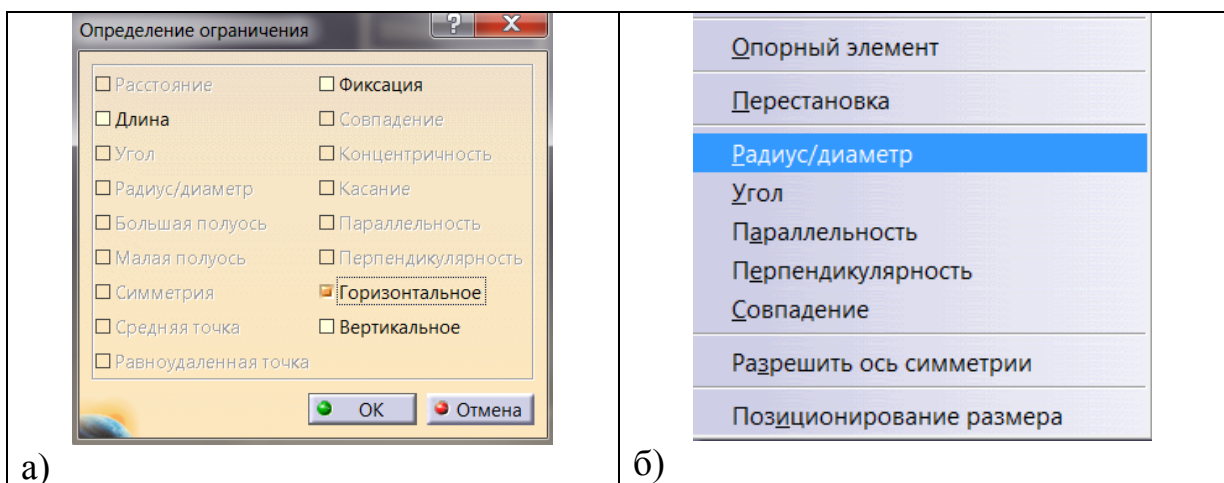 Определение ограничения
?
X
Расстояние
Фиксация
Длина
Совпадение
Угол
Концентричность
Радиус/диаметр
Касание
Большая полуось
Параллельность
Малая полуось
Перпендикулярность
Симметрия
Горизонтальное
Средняя точка
Вертикальное
Равноудаленная точка
ОК
Отмена
а)
Опорный элемент
Перестановка
Радиус/диаметр
Угол
Параллельность
Перпендикулярность
Совпадение
Разрешить ось симметрии
Позиционирование размера
б)